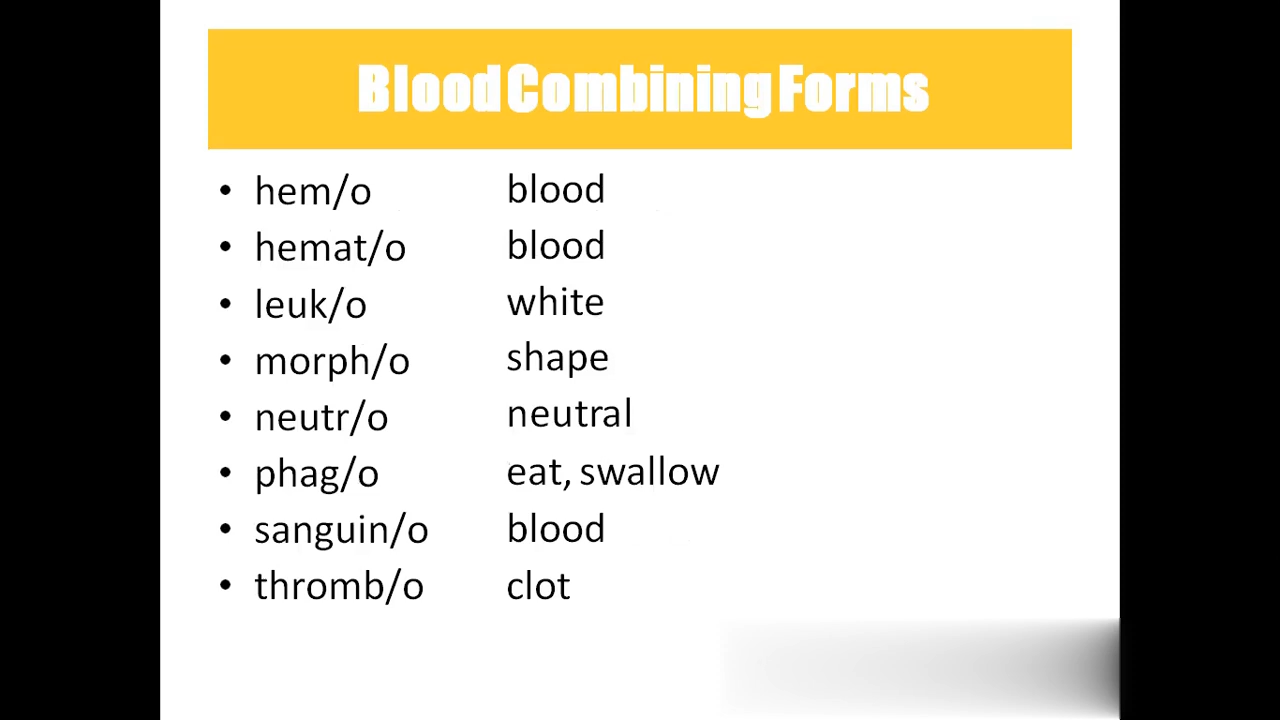 Blood Combining Forms
• hem/o blood
• hemat/o blood
• leuk/o white
• morph/o shape
• neutr/o neutral
• phag/o eat, swallow
• sanguin/o blood
• thromb/o clot